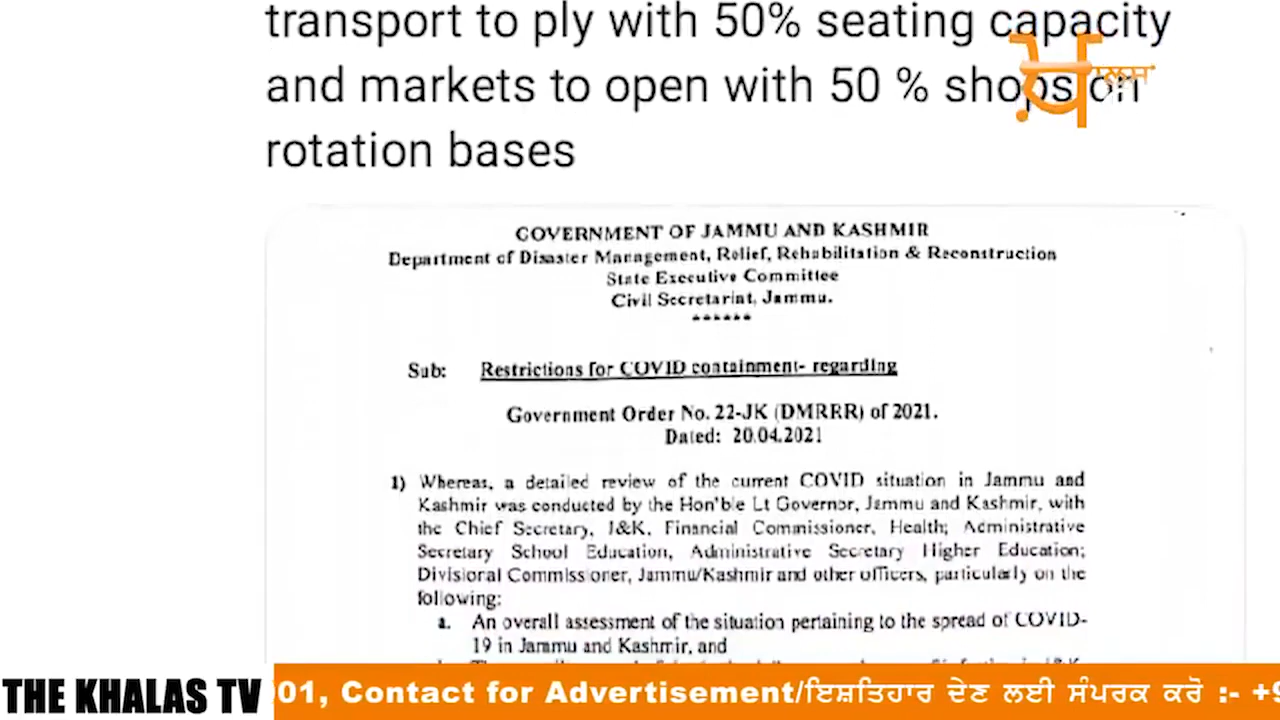 transport to ply with 50% seating capacity
and markets to open with 50 % shops on
ਖ਼ਾਲਸ
rotation bases
GOVERNMENT OF JAMMU AND KASHMIR
Department of Disaster Management, Relief, Rehabilitation & Reconstruction
State Executive Committee
Civil Secretariat, Jammu.
******
Sub: Restrictions for COVID containment- regarding
Government Order No. 22-JK (DMRRR) of 2021.
Dated: 20.04.2021
1) Whereas, a detailed review of the current COVID situation in Jammu and
Kashmir was conducted by the Hon'ble Lt Governor, Jammu and Kashmir, with
the Chief Secretary, J&K, Financial Commissioner, Health; Administrative
Secretary School Education, Administrative Secretary Higher Education;
Divisional Commissioner, Jammu/Kashmir and other officers, particularly on the
following:
a. An overall assessment of the situation pertaining to the spread of COVID-
19 in Jammu and Kashmir, and
THE KHALAS TV 01, Contact for Advertisement/ਇਸ਼ਤਿਹਾਰ ਦੇਣ ਲਈ ਸੰਪਰਕ ਕਰੋ :- +9